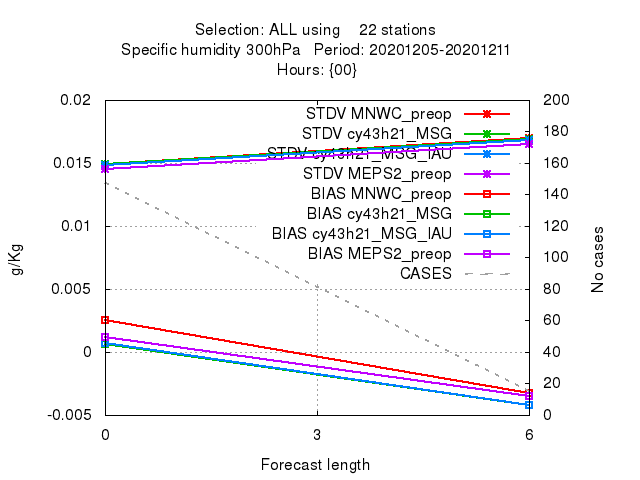 Selection: ALL using 22 stations
Specific humidity 300hPa Period: 20201205-20201211
Hours: {00}
0.02
0.015
0.01
0.005
0
-0.005
g/Kg
STDV MNWC_preop
STDV cy43h21_MSG
STDV cy43h21_MSG_IAU
STDV MEPS2_preop
BIAS MNWC_preop
BIAS cy43h21_MSG
BIAS cy43h21_MSG_IAU
BIAS MEPS2_preop
CASES
200
180
160
140
120
100
80
60
40
20
0
No cases
0 3 6
Forecast length